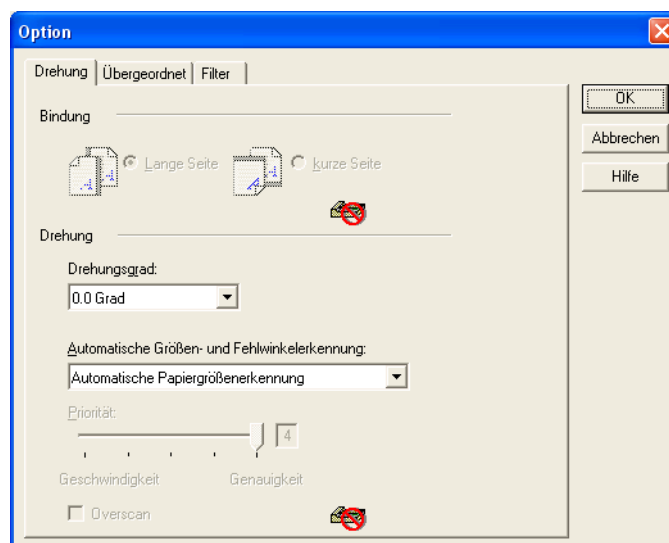 Option
Drehung Übergeordnet Filter
OK
Abbrechen
Hilfe
Bindung
Lange Seite kurze Seite
Drehung
Drehungsgrad:
0.0 Grad
Automatische Größen- und Fehlwinkelerkennung:
Automatische Papiergrößenerkennung
Priorität:
4
Geschwindigkeit Genauigkeit
Overscan